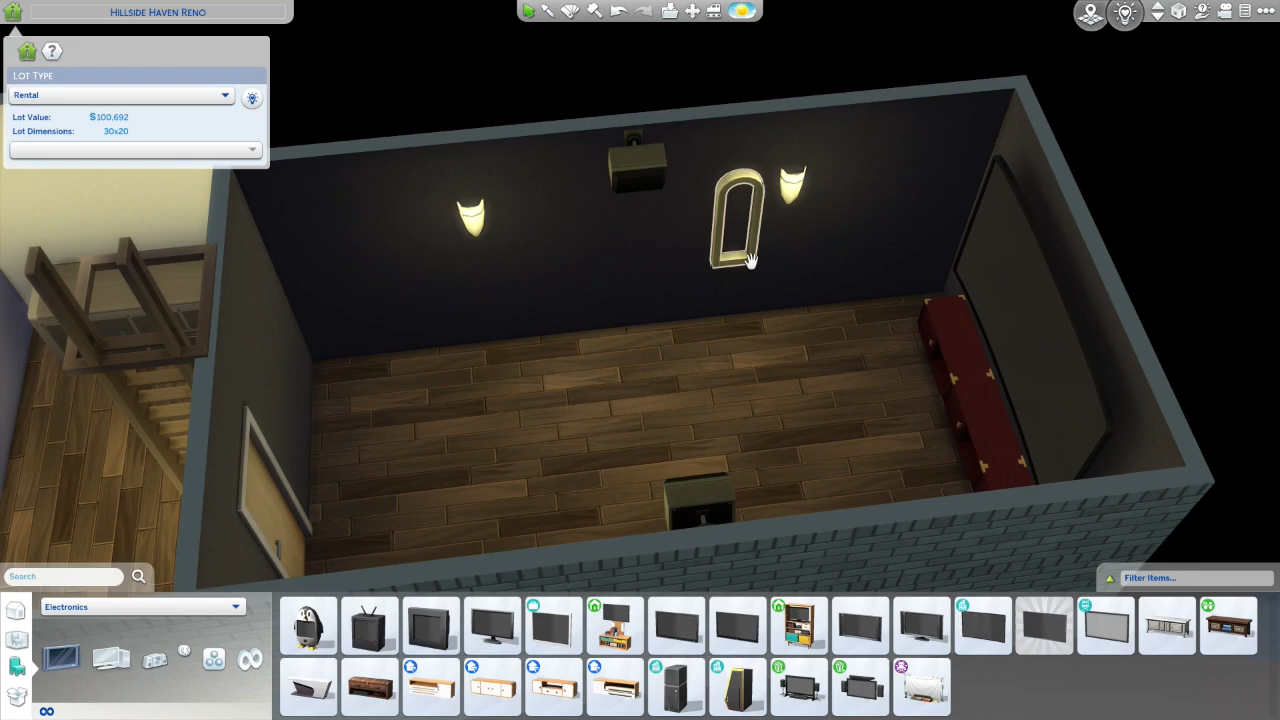 Hillside Haven Reno
Lot Type
Rental
Lot Value: §100,692
Lot Dimensions: 30x20
Search
Filter Items...
Electronics